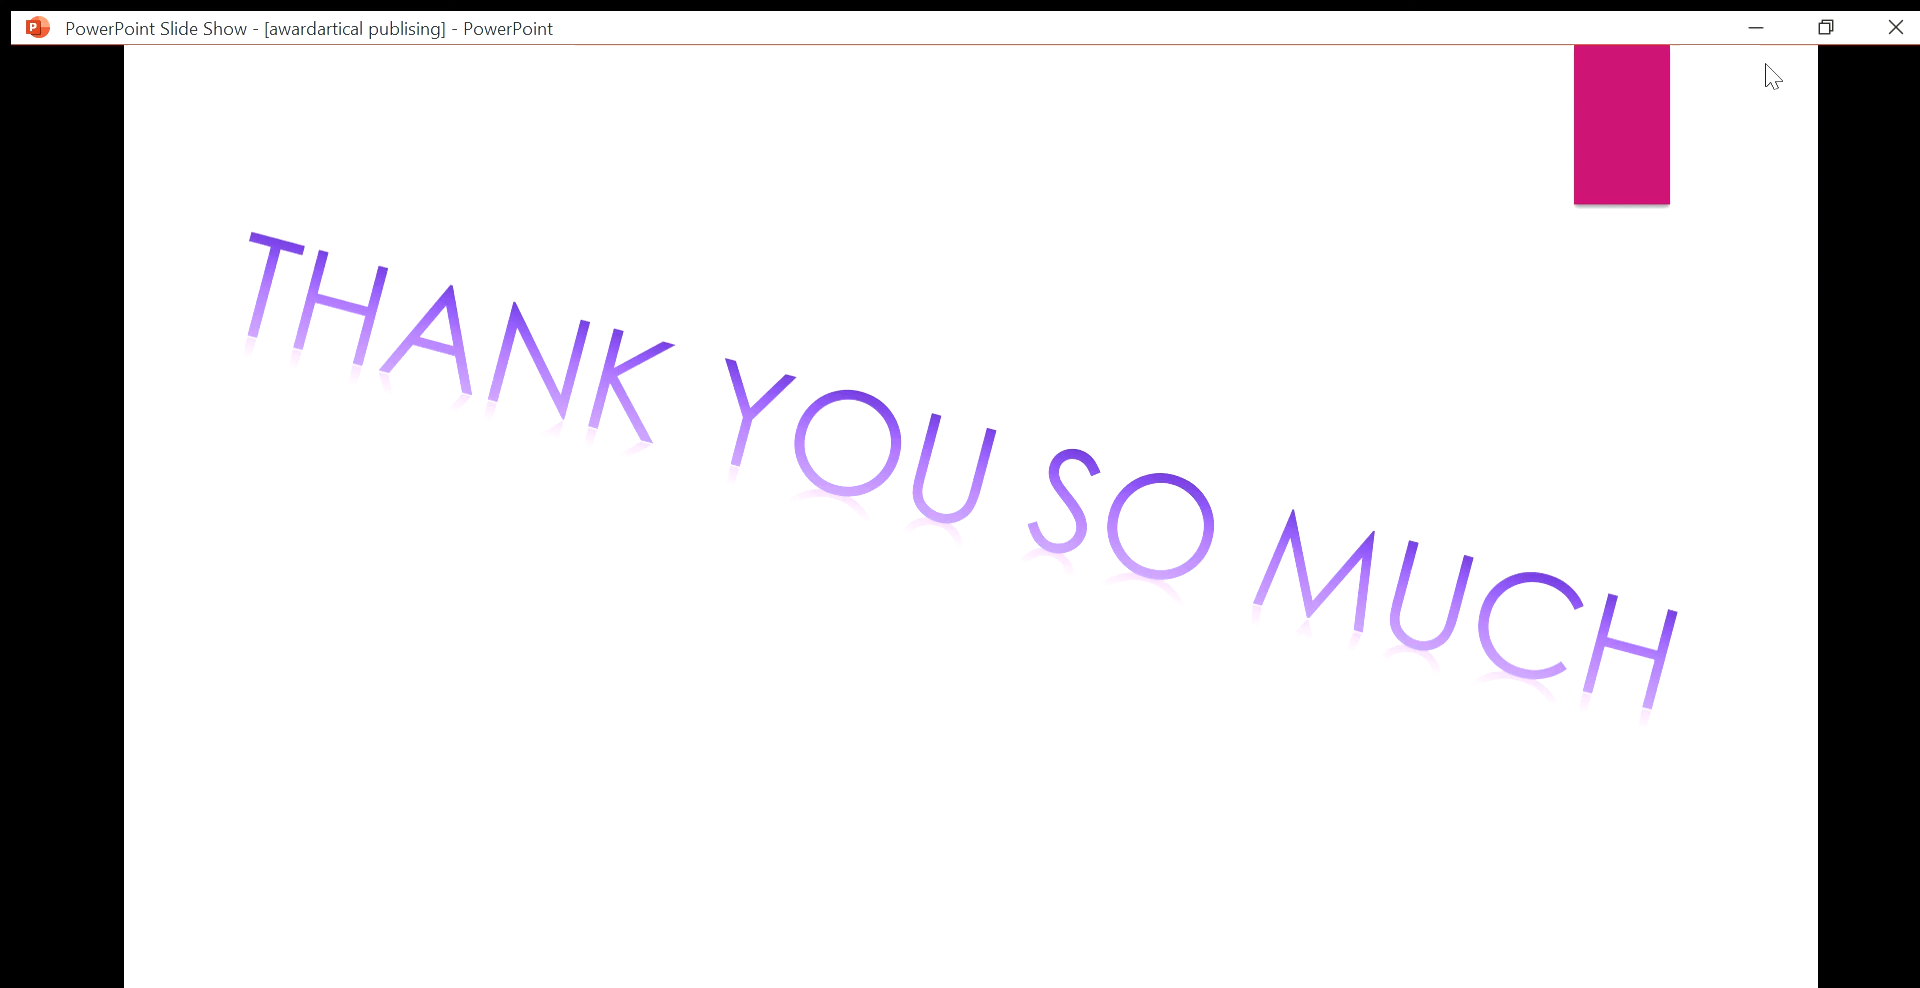 PowerPoint Slide Show - [awardartical publising] - PowerPoint
THANK YOU SO MUCH